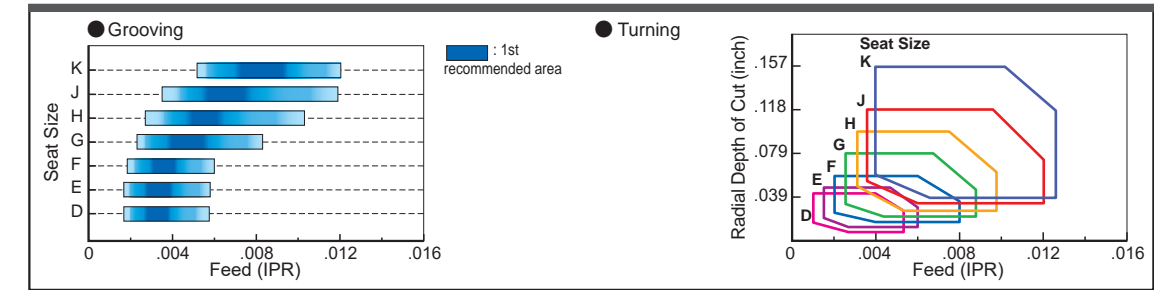 ● Grooving
Seat Size
K
J
H
G
F
E
D
0 .004 .008 .012 .016
Feed (IPR)
: 1st
recommended area
● Turning
Radial Depth of Cut (inch)
.157
.118
.079
.039
Seat Size
K
J
H
G
F
E
D
0 .004 .008 .012 .016
Feed (IPR)